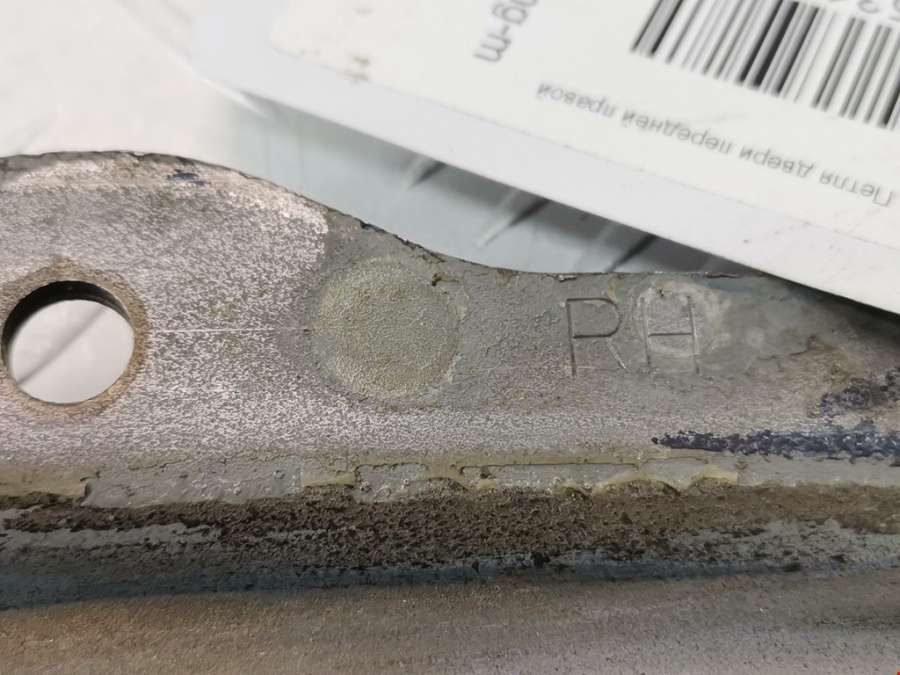 Петля двери передней правой
RH